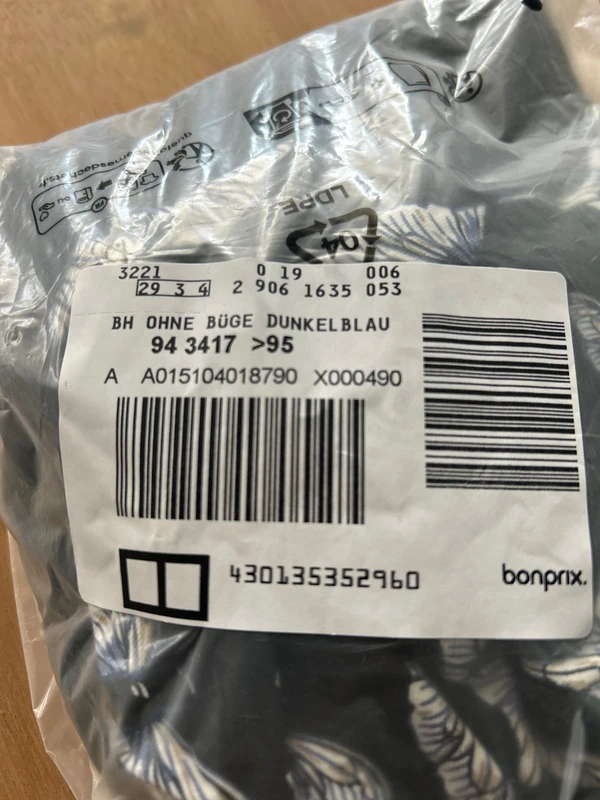 LDPE
04
3221 0 19 006
29 3 4 2 906 1635 053
BH OHNE BÜGE DUNKELBLAU
94 3417 >95
A A015104018790 X000490
430135352960
bonprix.